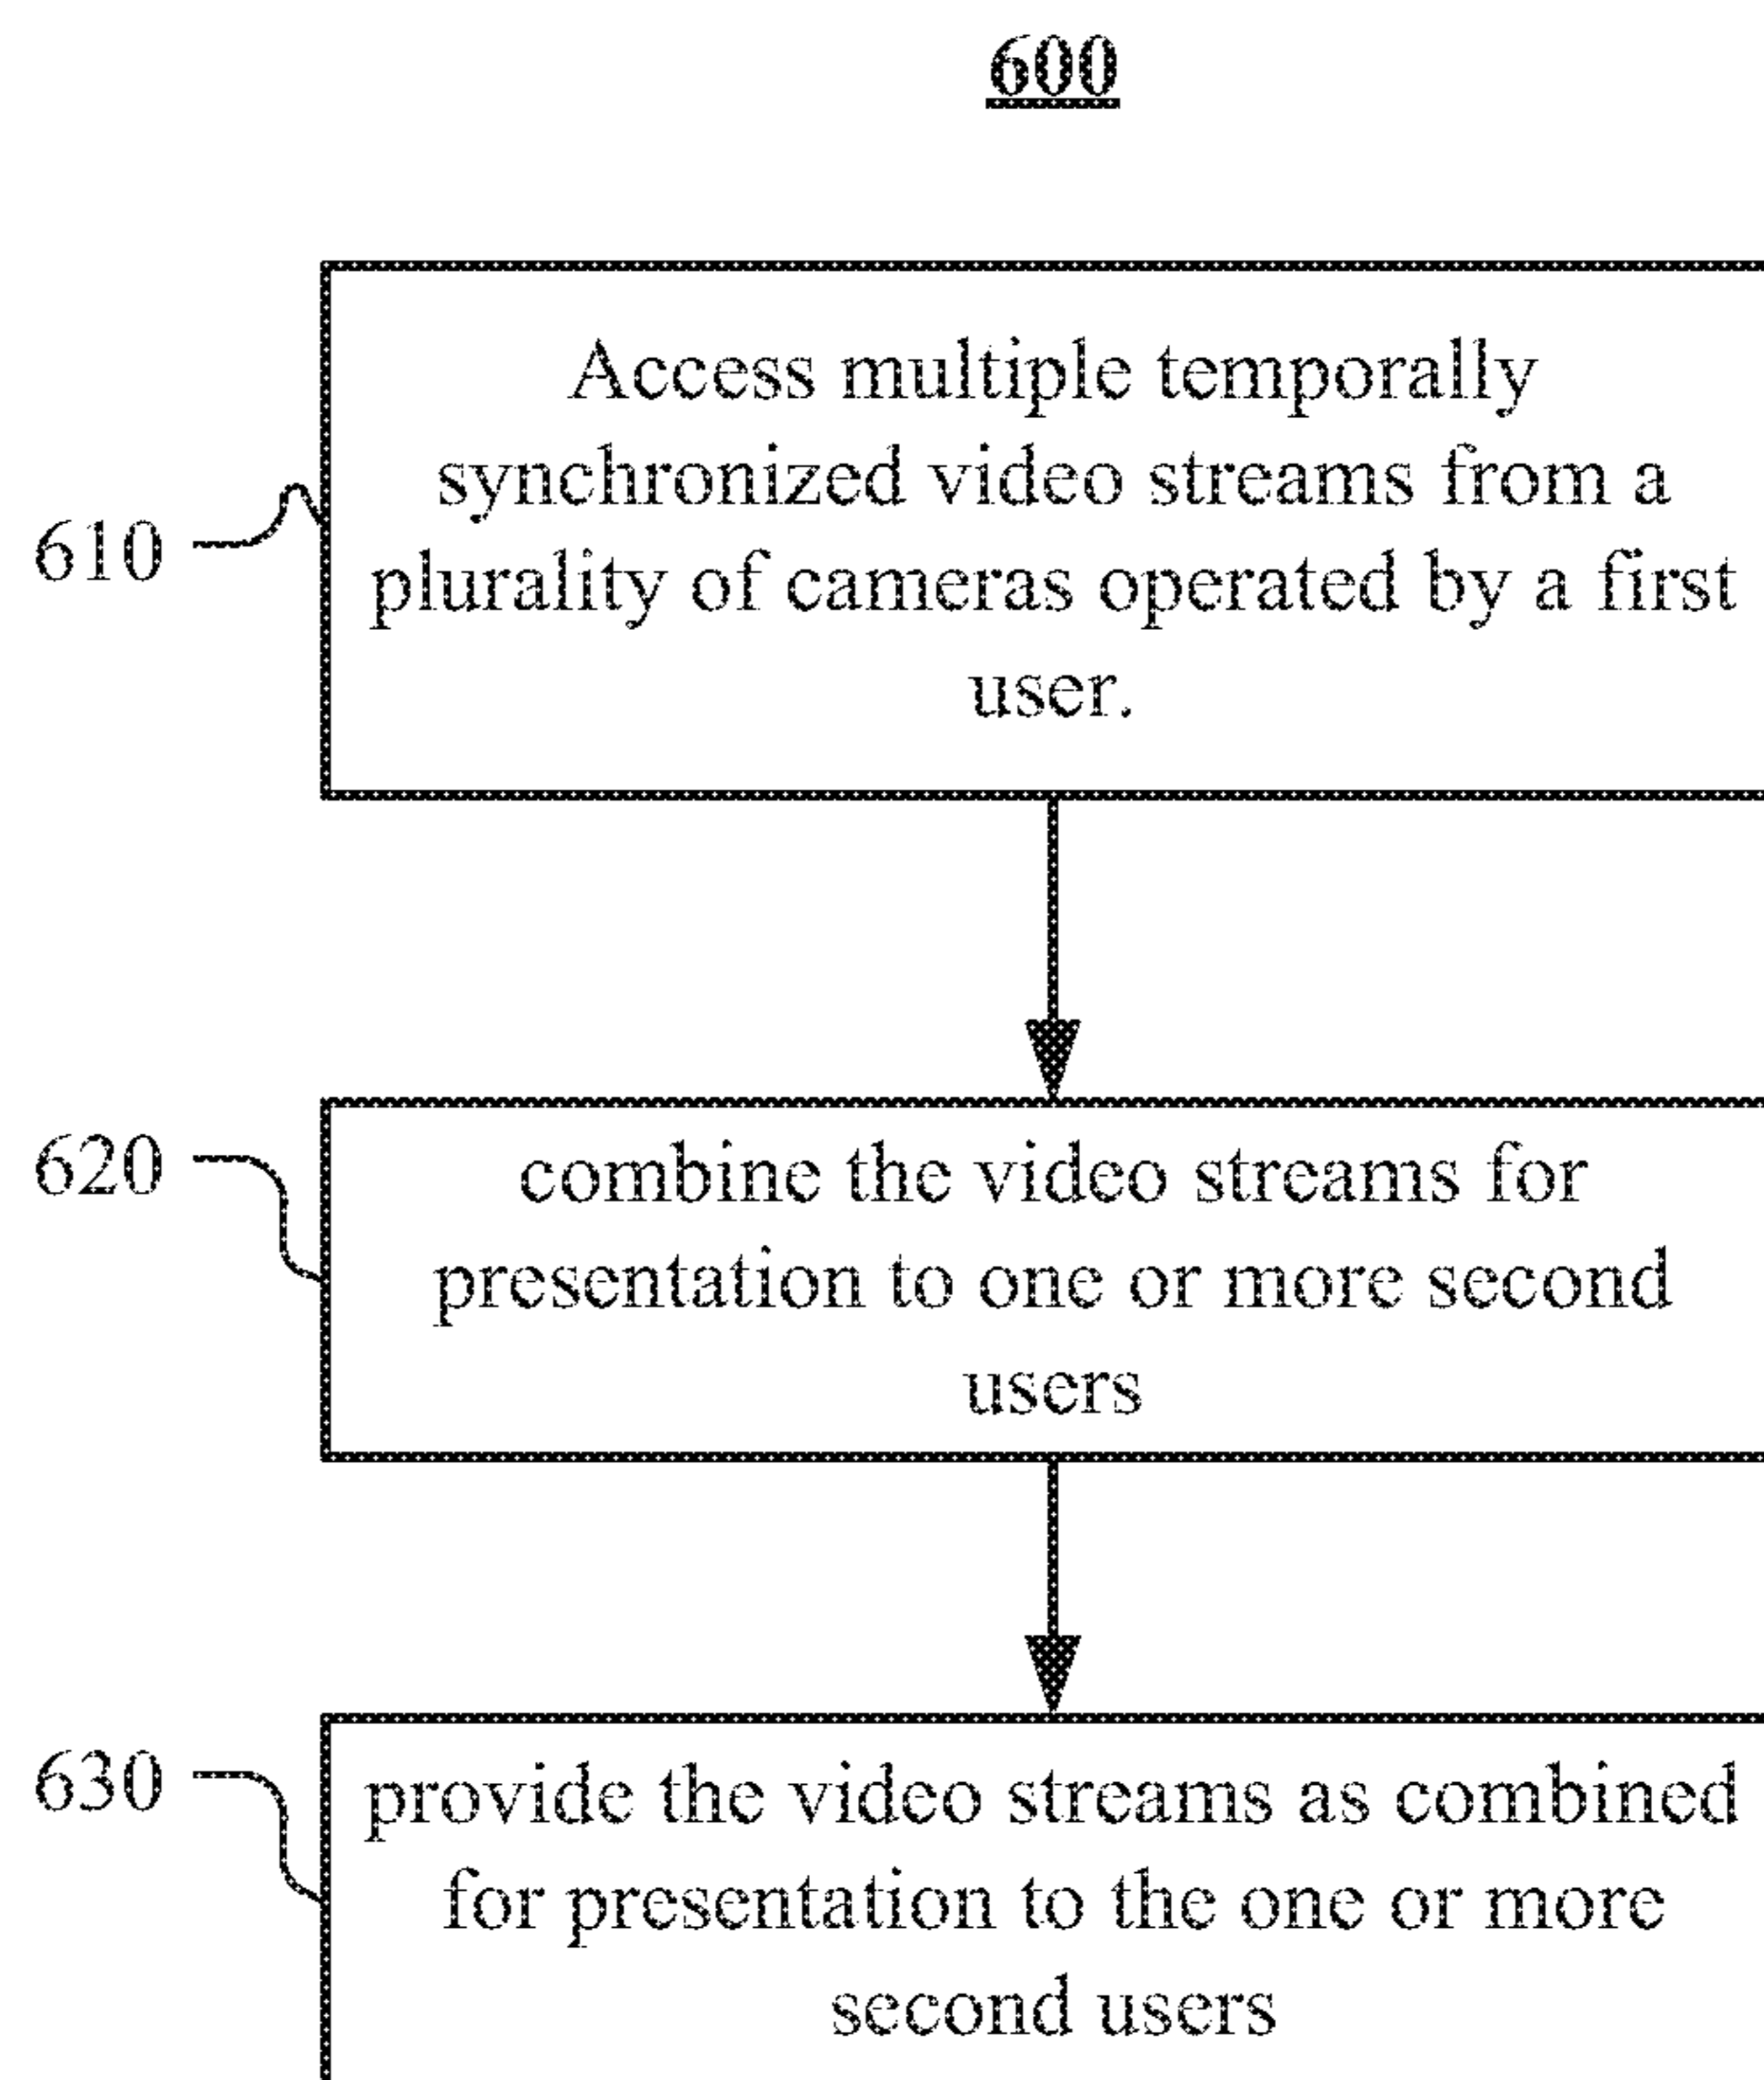 600
Access multiple temporally
synchronized video streams from a
610
plurality of cameras operated by a first
user.
620
combine the video streams for
presentation to one or more second
users
630
provide the video streams as combined
for presentation to the one or more
second users